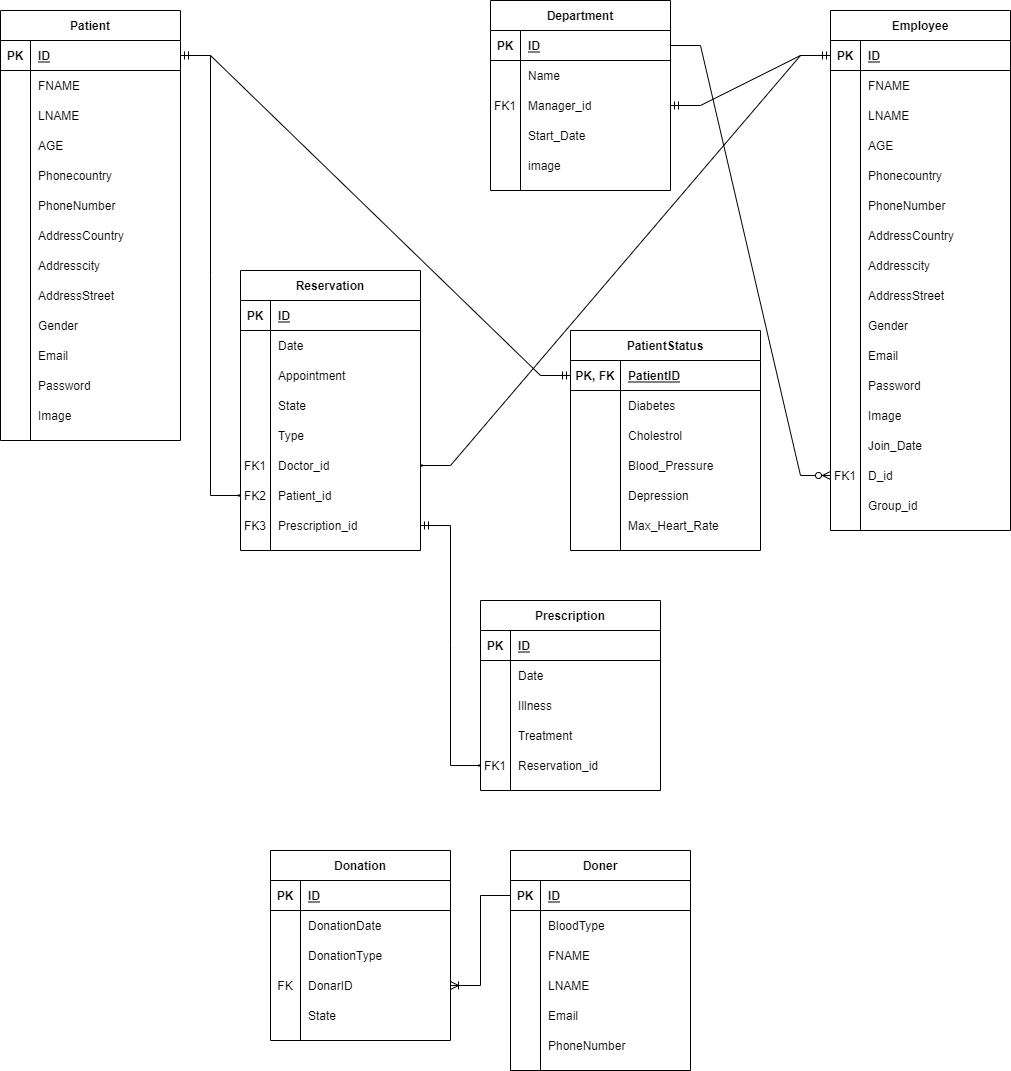 Patient
PK ID
FNAME
LNAME
AGE
Phonecountry
PhoneNumber
AddressCountry
Addresscity
AddressStreet
Gender
Email
Password
Image
Department
PK ID
Name
FK1 Manager_id
Start_Date
image
Employee
PK ID
FNAME
LNAME
AGE
Phonecountry
PhoneNumber
AddressCountry
Addresscity
AddressStreet
Gender
Email
Password
Image
Join_Date
FK1 D_id
Group_id
Reservation
PK ID
Date
Appointment
State
Type
FK1 Doctor_id
FK2 Patient_id
FK3 Prescription_id
PatientStatus
PK, FK PatientID
Diabetes
Cholestrol
Blood_Pressure
Depression
Max_Heart_Rate
Prescription
PK ID
Date
Illness
Treatment
FK1 Reservation_id
Donation
PK ID
DonationDate
DonationType
FK DonarID
State
Doner
PK ID
BloodType
FNAME
LNAME
Email
PhoneNumber